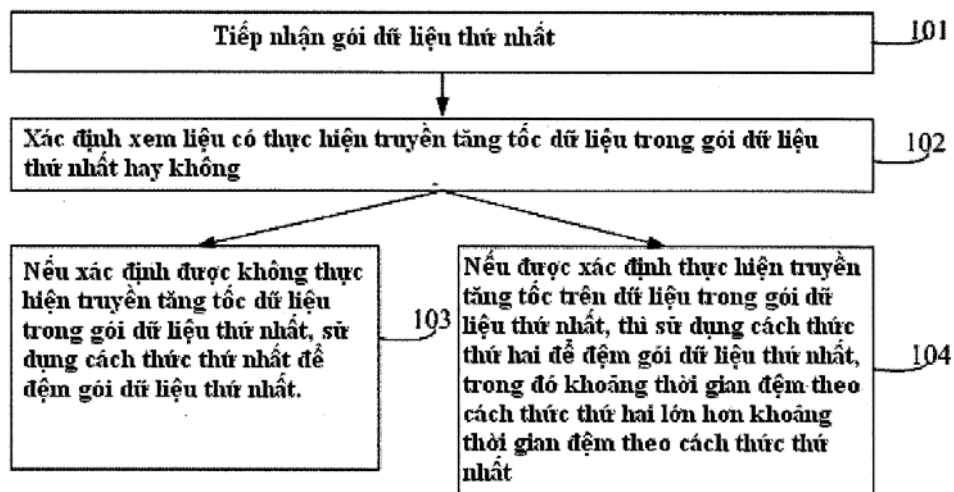 Tiếp nhận gói dữ liệu thứ nhất
101
Xác định xem liệu có thực hiện truyền tăng tốc dữ liệu trong gói dữ liệu
thứ nhất hay không
102
Nếu xác định được không thực
hiện truyền tăng tốc dữ liệu
trong gói dữ liệu thứ nhất, sử
dụng cách thức thứ nhất để
đệm gói dữ liệu thứ nhất.
103
Nếu được xác định thực hiện truyền
tăng tốc trên dữ liệu trong gói dữ
liệu thứ nhất, thì sử dụng cách thức
thứ hai để đệm gói dữ liệu thứ nhất,
trong đó khoảng thời gian đệm theo
cách thức thứ hai lớn hơn khoảng
thời gian đệm theo cách thức thứ
nhất
104